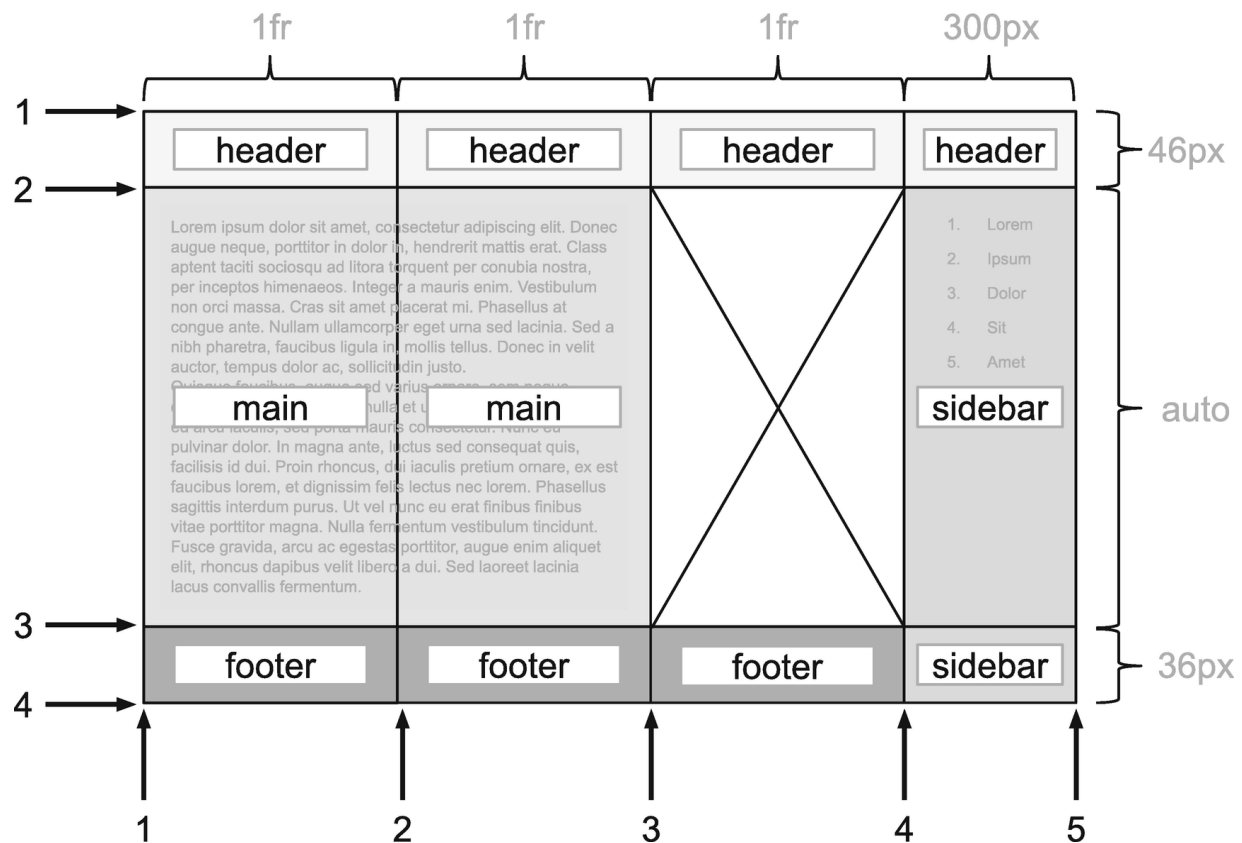 1fr 1fr 1fr 300px
1
header header header header
46px
2
Lorem ipsum dolor sit amet, consectetur adipiscing elit. Donec
augue neque, porttitor in dolor in, hendrerit mattis erat. Class
aptent taciti sociosqu ad litora torquent per conubia nostra,
per inceptos himenaeos. Integer a mauris enim. Vestibulum
non orci massa. Cras sit amet placerat mi. Phasellus at
congue ante. Nullam ullamcorper eget urna sed lacinia. Sed a
nibh pharetra, faucibus ligula in, mollis tellus. Donec in velit
auctor, tempus dolor ac, sollicitudin justo.
main main
pulvinar dolor. In magna ante, luctus sed consequat quis,
facilisis id dui. Proin rhoncus, dui iaculis pretium ornare, ex est
faucibus lorem, et dignissim felis lectus nec lorem. Phasellus
sagittis interdum purus. Ut vel nunc eu erat finibus finibus
vitae porttitor magna. Nulla fermentum vestibulum tincidunt.
Fusce gravida, arcu ac egestas porttitor, augue enim aliquet
elit, rhoncus dapibus velit libero a dui. Sed laoreet lacinia
lacus convallis fermentum.
1. Lorem
2. Ipsum
3. Dolor
4. Sit
5. Amet
sidebar
auto
3
footer footer footer sidebar
36px
4
1 2 3 4 5